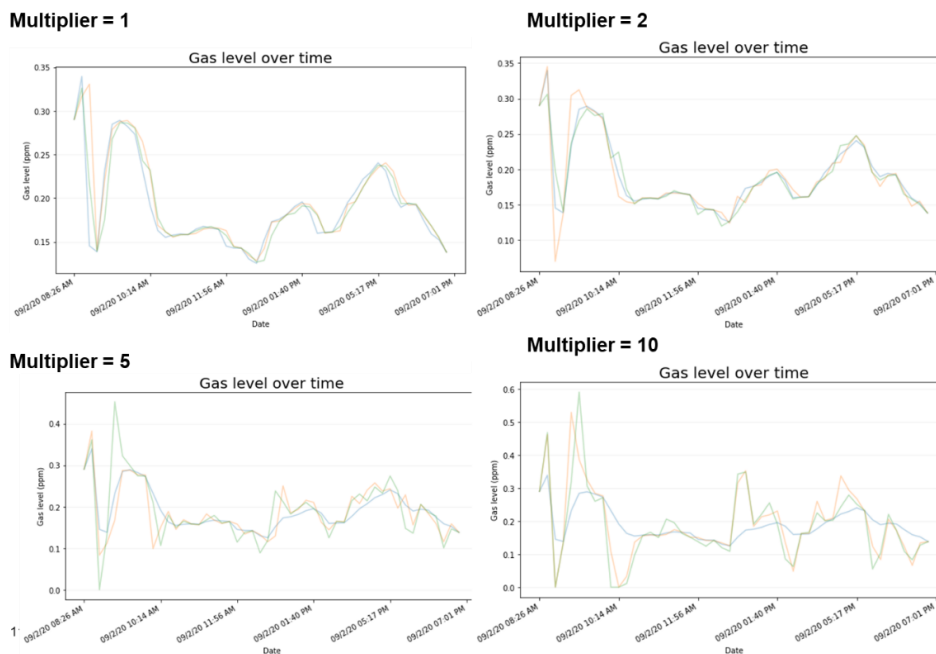 Multiplier = 1
Gas level over time
0.35
0.30
0.25
0.20
0.15
Gas level (ppm)
09/2/20 08:26 AM
09/2/20 10:14 AM
09/2/20 11:56 AM
09/2/20 01:40 PM
09/2/20 05:17 PM
09/2/20 07:01 PM
Date
Multiplier = 2
Gas level over time
0.35
0.30
0.25
0.20
0.15
0.10
Gas level (ppm)
09/2/20 08:26 AM
09/2/20 10:14 AM
09/2/20 11:56 AM
09/2/20 01:40 PM
09/2/20 05:17 PM
09/2/20 07:01 PM
Date
Multiplier = 5
Gas level over time
0.4
0.3
0.2
0.1
0.0
Gas level (ppm)
09/2/20 08:26 AM
09/2/20 10:14 AM
09/2/20 11:56 AM
09/2/20 01:40 PM
09/2/20 05:17 PM
09/2/20 07:01 PM
Date
Multiplier = 10
Gas level over time
0.6
0.5
0.4
0.3
0.2
0.1
0.0
Gas level (ppm)
09/2/20 08:26 AM
09/2/20 10:14 AM
09/2/20 11:56 AM
09/2/20 01:40 PM
09/2/20 05:17 PM
09/2/20 07:01 PM
Date